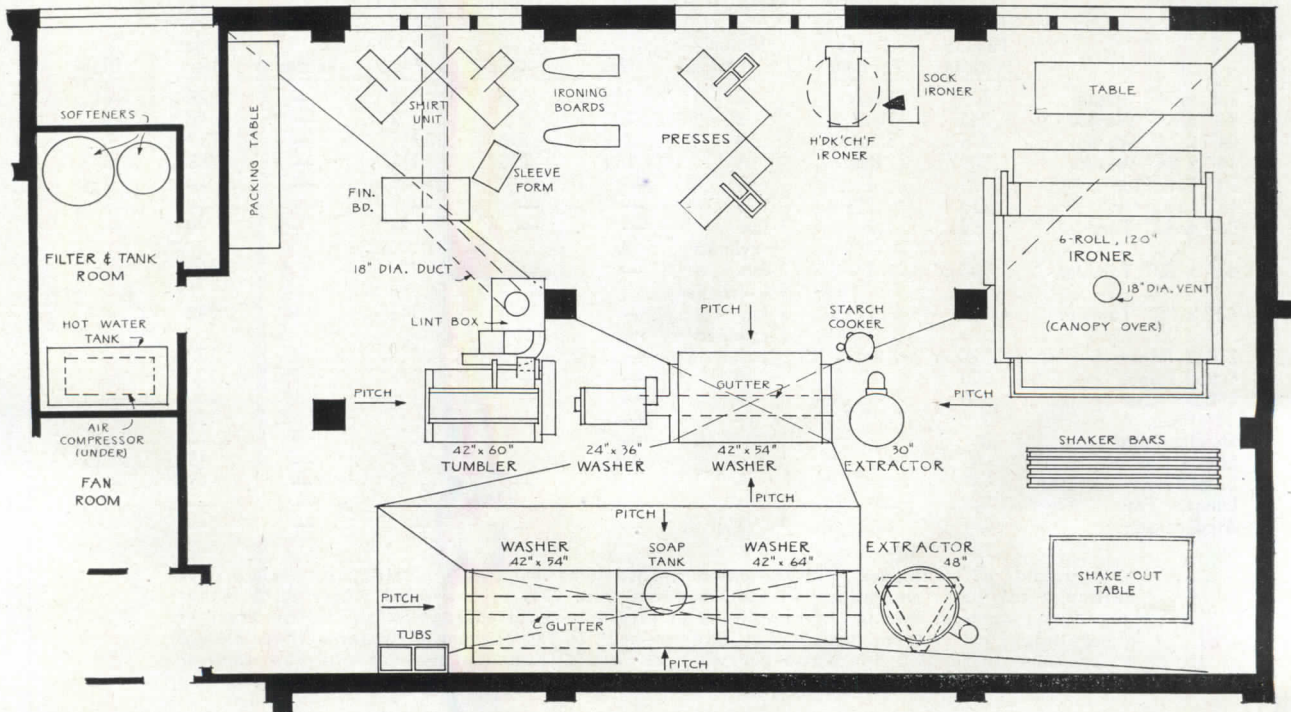 SOFTENERS
PACKING TABLE
SHIRT
UNIT
IRONING
BOARDS
SLEEVE
FORM
FIN.
BD.
PRESSES
H'DK'CH'F
IRONER
SOCK
IRONER
TABLE
FILTER & TANK
ROOM
18" DIA. DUCT
LINT BOX
6-ROLL, 120"
IRONER
18" DIA. VENT
(CANOPY OVER)
HOT WATER
TANK
PITCH
STARCH
COOKER
GUTTER
PITCH
PITCH
AIR
COMPRESSOR
(UNDER)
FAN
ROOM
42" x 60"
TUMBLER
24" x 36"
WASHER
42" x 54"
WASHER
30"
EXTRACTOR
SHAKER BARS
PITCH
PITCH
WASHER
42" x 54"
SOAP
TANK
WASHER
42" x 64"
EXTRACTOR
48"
SHAKE-OUT
TABLE
PITCH
GUTTER
TUBS
PITCH